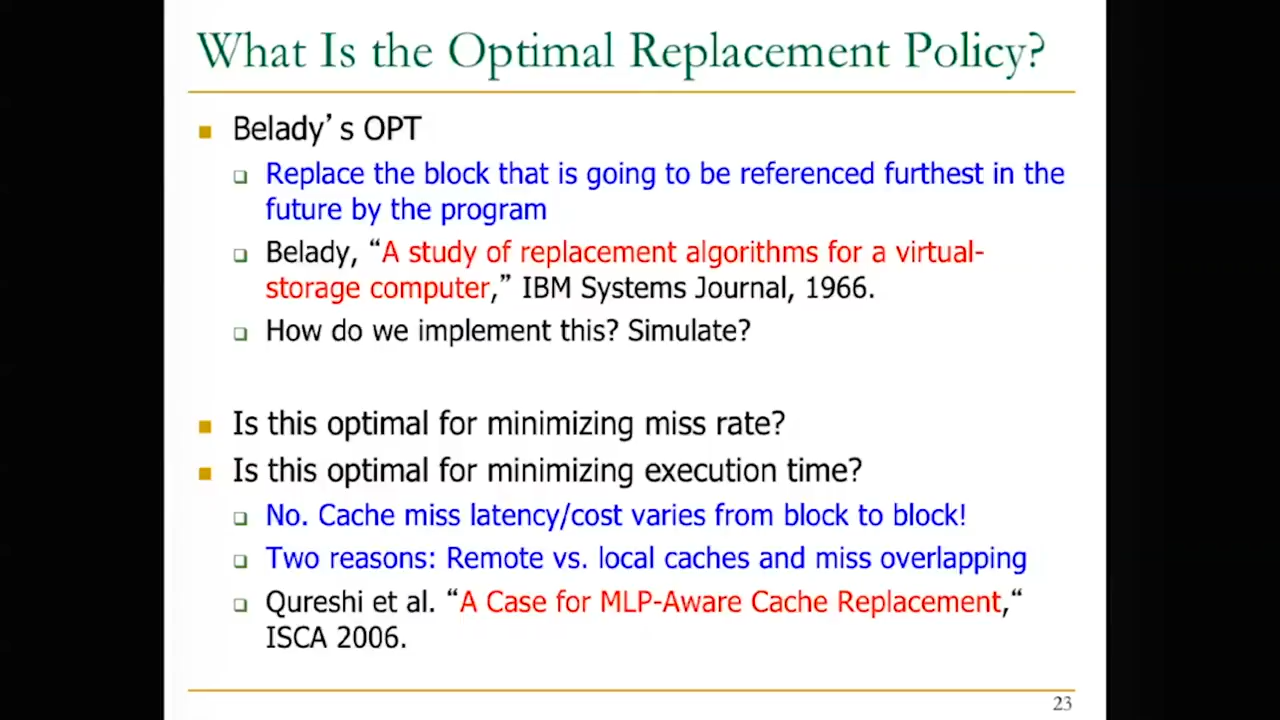 What Is the Optimal Replacement Policy?
Belady’s OPT
Replace the block that is going to be referenced furthest in the
future by the program
Belady, “A study of replacement algorithms for a virtual-
storage computer,” IBM Systems Journal, 1966.
How do we implement this? Simulate?
Is this optimal for minimizing miss rate?
Is this optimal for minimizing execution time?
No. Cache miss latency/cost varies from block to block!
Two reasons: Remote vs. local caches and miss overlapping
Qureshi et al. “A Case for MLP-Aware Cache Replacement,“
ISCA 2006.
23